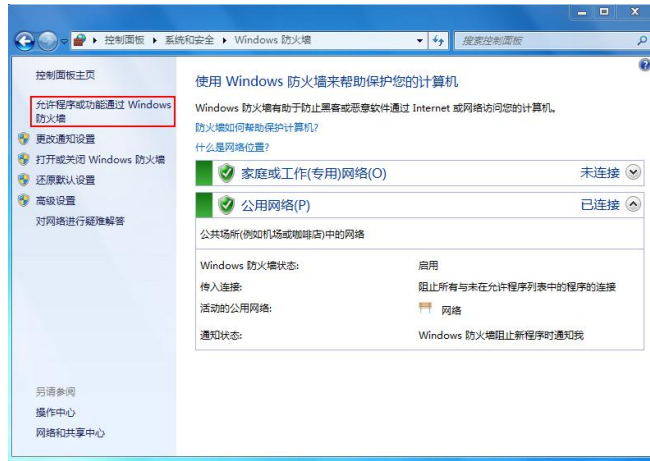 控制面板 ▸ 系统和安全 ▸ Windows 防火墙
搜索控制面板
控制面板主页
允许程序或功能通过 Windows
防火墙
更改通知设置
打开或关闭 Windows 防火墙
还原默认设置
高级设置
对网络进行疑难解答
另请参阅
操作中心
网络和共享中心
使用 Windows 防火墙来帮助保护您的计算机
Windows 防火墙有助于防止黑客或恶意软件通过 Internet 或网络访问您的计算机。
防火墙如何帮助保护计算机?
什么是网络位置?
家庭或工作(专用)网络(O) 未连接
公用网络(P) 已连接
公共场所(例如机场或咖啡店)中的网络
Windows 防火墙状态: 启用
传入连接: 阻止所有与未在允许程序列表中的程序的连接
活动的公用网络: 网络
通知状态: Windows 防火墙阻止新程序时通知我